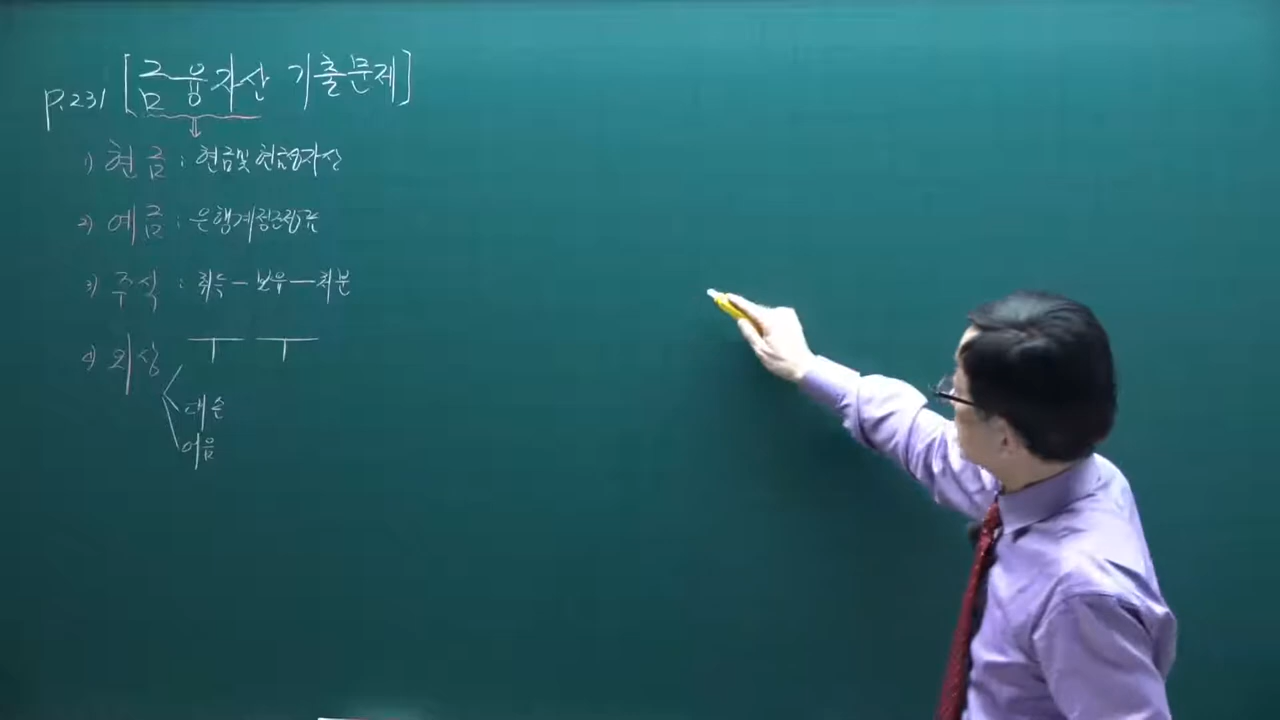 p.231 [금융자산 기출문제]
1) 현금 : 현금및현금성자산
2) 예금 : 은행계정조정표
3) 주식 : 취득 - 보유 - 처분
4) 외상
대손
어음